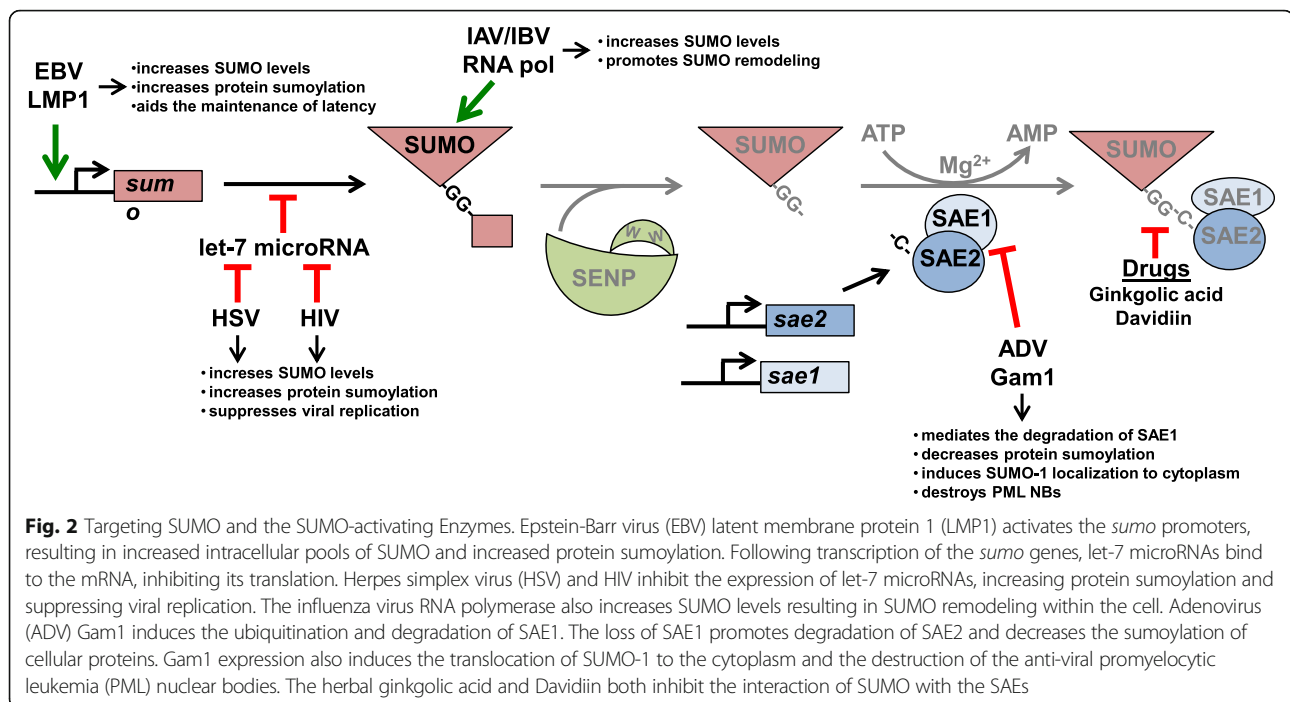 EBV
LMP1
•increases SUMO levels
•increases protein sumoylation
•aids the maintenance of latency
IAV/IBV
RNA pol
•increases SUMO levels
•promotes SUMO remodeling
sum
o
let-7 microRNA
HSV
HIV
•increses SUMO levels
•increases protein sumoylation
•suppresses viral replication
SUMO
-GG-
W W
SENP
SUMO
-GG-
ATP
AMP
Mg2+
-C-
SAE1
SAE2
sae2
sae1
SUMO
-GG-C-
SAE1
SAE2
Drugs
Ginkgolic acid
Davidiin
ADV
Gam1
•mediates the degradation of SAE1
•decreases protein sumoylation
•induces SUMO-1 localization to cytoplasm
•destroys PML NBs
Fig. 2 Targeting SUMO and the SUMO-activating Enzymes. Epstein-Barr virus (EBV) latent membrane protein 1 (LMP1) activates the sumo promoters,
resulting in increased intracellular pools of SUMO and increased protein sumoylation. Following transcription of the sumo genes, let-7 microRNAs bind
to the mRNA, inhibiting its translation. Herpes simplex virus (HSV) and HIV inhibit the expression of let-7 microRNAs, increasing protein sumoylation and
suppressing viral replication. The influenza virus RNA polymerase also increases SUMO levels resulting in SUMO remodeling within the cell. Adenovirus
(ADV) Gam1 induces the ubiquitination and degradation of SAE1. The loss of SAE1 promotes degradation of SAE2 and decreases the sumoylation of
cellular proteins. Gam1 expression also induces the translocation of SUMO-1 to the cytoplasm and the destruction of the anti-viral promyelocytic
leukemia (PML) nuclear bodies. The herbal ginkgolic acid and Davidiin both inhibit the interaction of SUMO with the SAEs